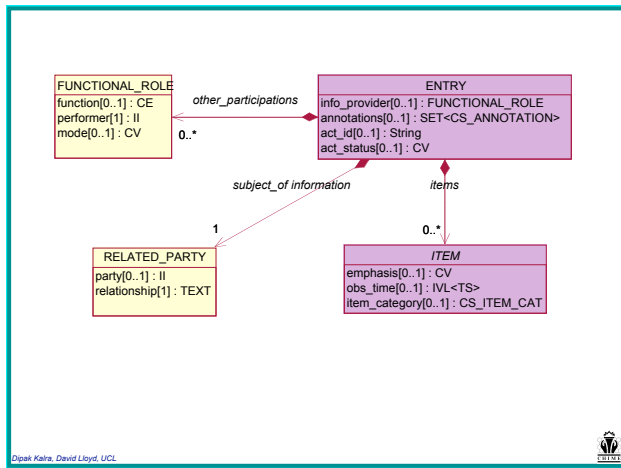 FUNCTIONAL_ROLE
function[0..1] : CE
performer[1] : II
mode[0..1] : CV
other_participations
0..*
ENTRY
info_provider[0..1] : FUNCTIONAL_ROLE
annotations[0..1] : SET<CS_ANNOTATION>
act_id[0..1] : String
act_status[0..1] : CV
subject_of information
items
1
0..*
RELATED_PARTY
party[0..1] : II
relationship[1] : TEXT
ITEM
emphasis[0..1] : CV
obs_time[0..1] : IVL<TS>
item_category[0..1] : CS_ITEM_CAT
Dipak Kalra, David Lloyd, UCL
CHIME